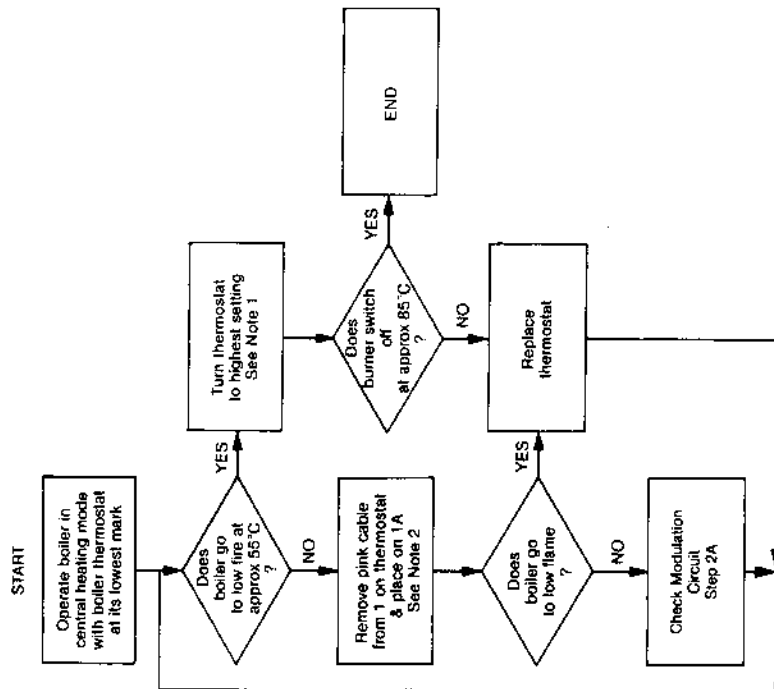 START
Operate boiler in
central heating mode
with boiler thermostat
at its lowest mark
Does
boiler go
to low fire at
approx 55°C
?
YES
NO
Turn thermostat
to highest setting
See Note 1
Does
burner switch
off
at approx 85°C
?
YES
NO
END
Remove pink cable
from 1 on thermostat
& place on 1A
See Note 2
Does
boiler go
to low flame
?
YES
NO
Replace
thermostat
Check Modulation
Circuit
Step 2A